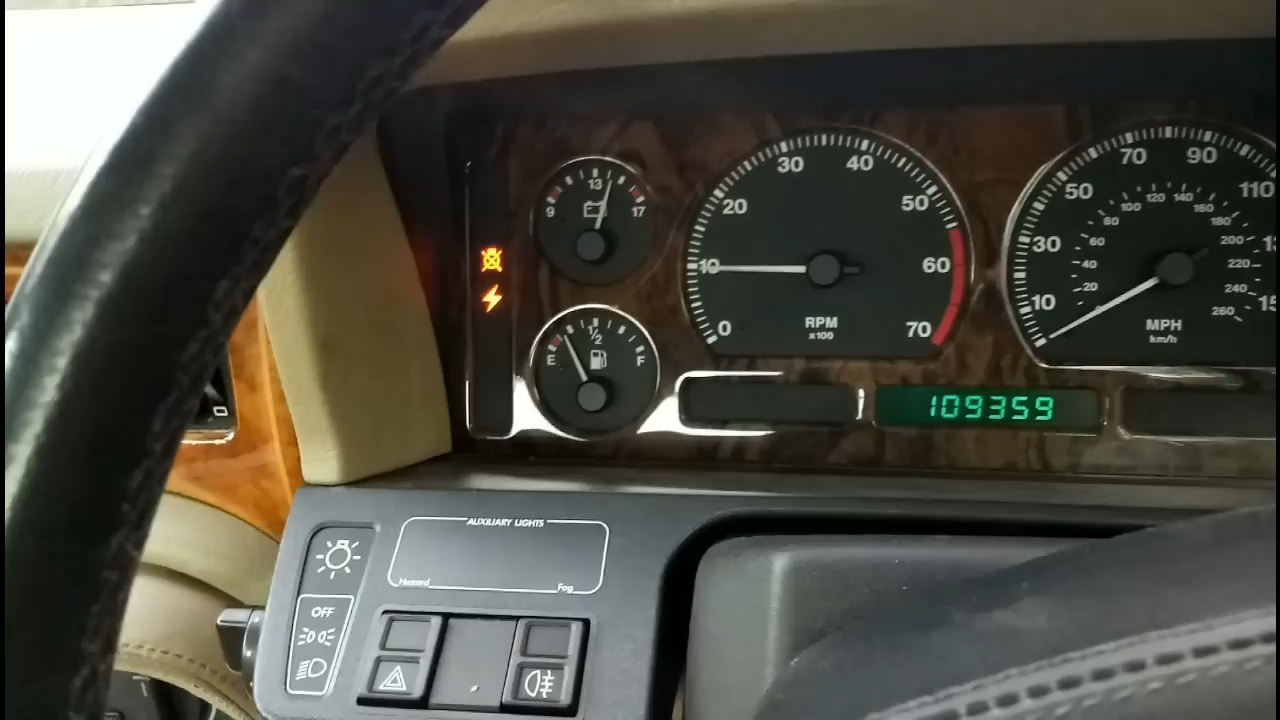 9 13 17
E 1/2 F
0 10 20 30 40 50 60 70
RPM
x100
10 30 50 70 90 110
20 40 60 80 100 120 140 160 180 200 220 240 260
MPH
km/h
109359
AUXILIARY LIGHTS
Hazard Fog
OFF